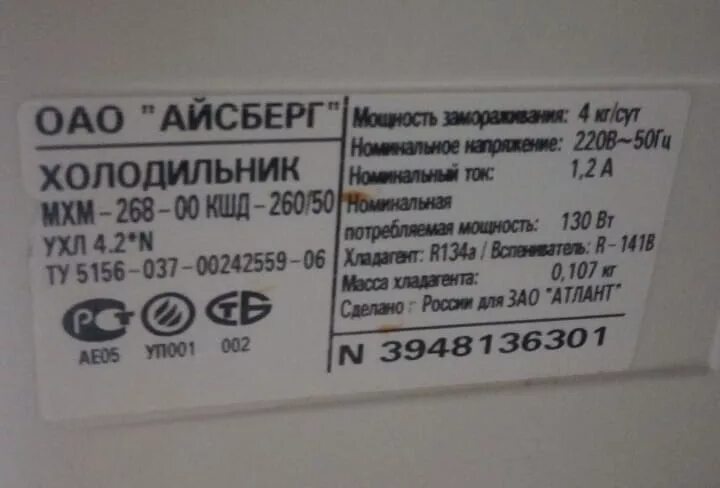 ОАО "АЙСБЕРГ"
ХОЛОДИЛЬНИК
МХМ-268-00 КШД-260/50
УХЛ 4.2*N
ТУ 5156-037-00242559-06
РСТ
СТБ
АЕ05 УП001 002
Мощность замораживания: 4 кг/сут
Номинальное напряжение: 220В~50Гц
Номинальный ток: 1,2 А
Номинальная
потребляемая мощность: 130 Вт
Хладагент: R134a / Вспениватель: R-141B
Масса хладагента: 0,107 кг
Сделано: России для ЗАО "АТЛАНТ"
N 3948136301